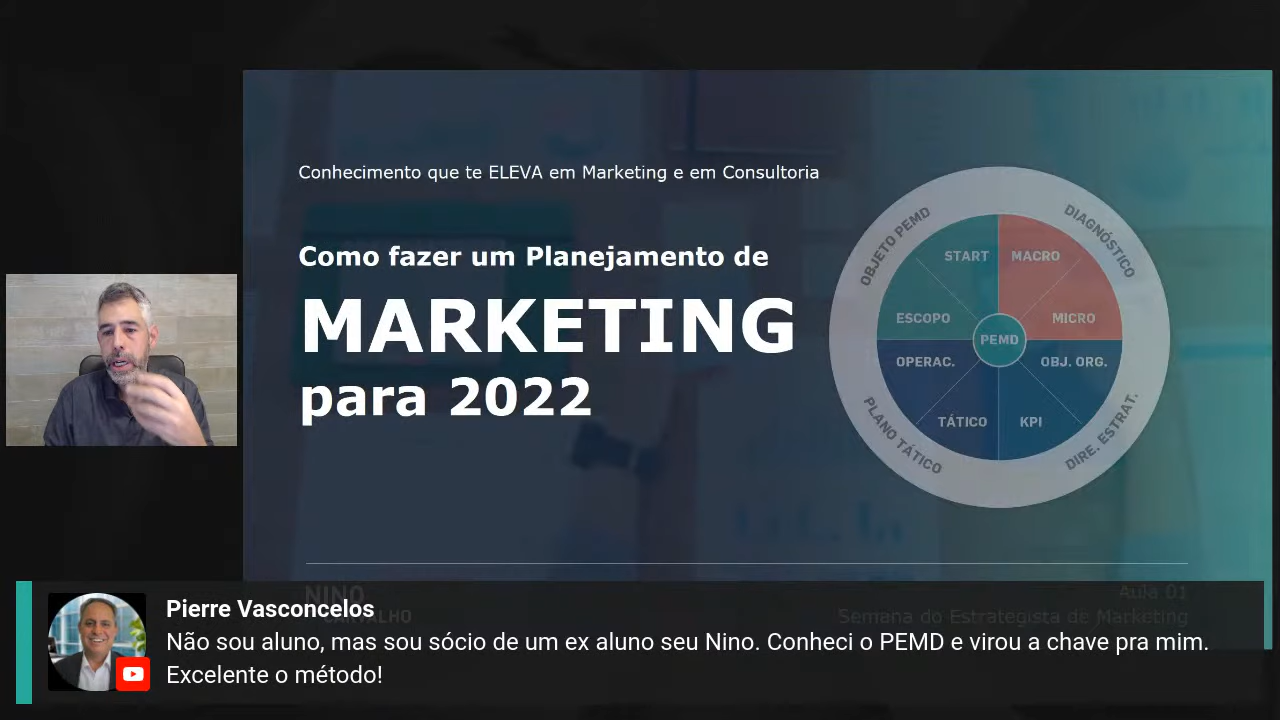 Conhecimento que te ELEVA em Marketing e em Consultoria
Como fazer um Planejamento de
MARKETING
para 2022
OBJETO PEMD
DIAGNÓSTICO
START
MACRO
ESCOPO
MICRO
PEMD
OPERAC.
OBJ. ORG.
TÁTICO
KPI
PLANO TÁTICO
DIRE. ESTRAT.
NINO
CARVALHO
Aula 01
Semana do Estrategista de Marketing
Pierre Vasconcelos
Não sou aluno, mas sou sócio de um ex aluno seu Nino. Conheci o PEMD e virou a chave pra mim.
Excelente o método!